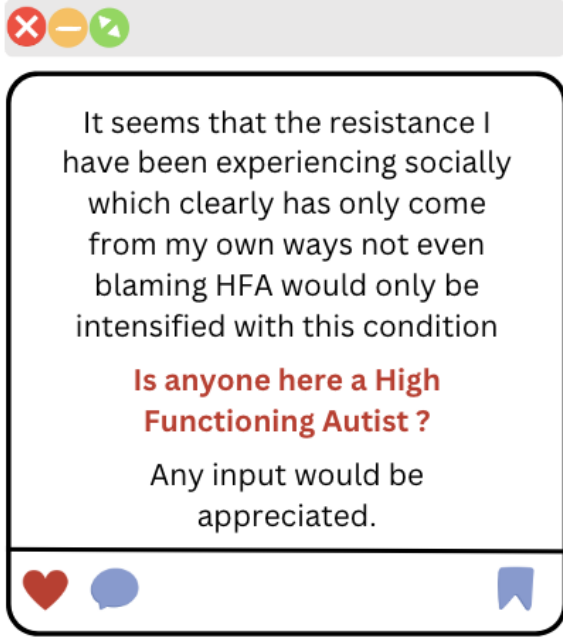 It seems that the resistance I
have been experiencing socially
which clearly has only come
from my own ways not even
blaming HFA would only be
intensified with this condition
Is anyone here a High
Functioning Autist ?
Any input would be
appreciated.